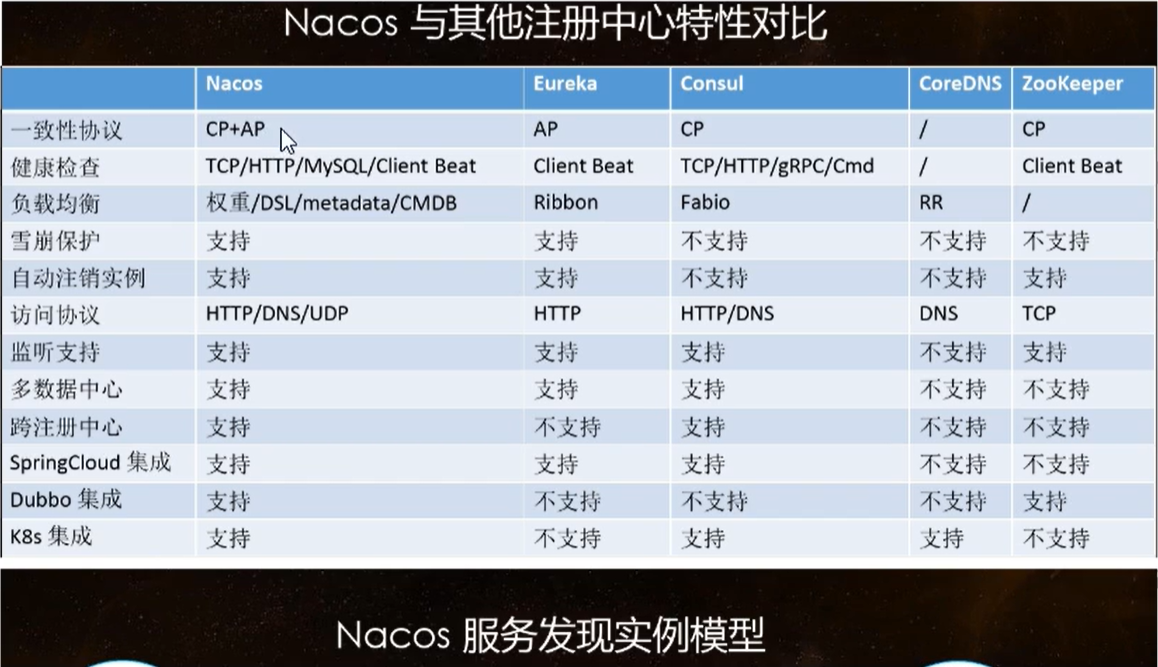 Nacos 与其他注册中心特性对比
Nacos Eureka Consul CoreDNS ZooKeeper
一致性协议 CP+AP AP CP / CP
健康检查 TCP/HTTP/MySQL/Client Beat Client Beat TCP/HTTP/gRPC/Cmd / Client Beat
负载均衡 权重/DSL/metadata/CMDB Ribbon Fabio RR /
雪崩保护 支持 支持 不支持 不支持 不支持
自动注销实例 支持 支持 不支持 不支持 支持
访问协议 HTTP/DNS/UDP HTTP HTTP/DNS DNS TCP
监听支持 支持 支持 支持 不支持 支持
多数据中心 支持 支持 支持 不支持 不支持
跨注册中心 支持 不支持 支持 不支持 不支持
SpringCloud 集成 支持 支持 支持 不支持 不支持
Dubbo 集成 支持 不支持 不支持 不支持 支持
K8s 集成 支持 不支持 支持 支持 不支持
Nacos 服务发现实例模型